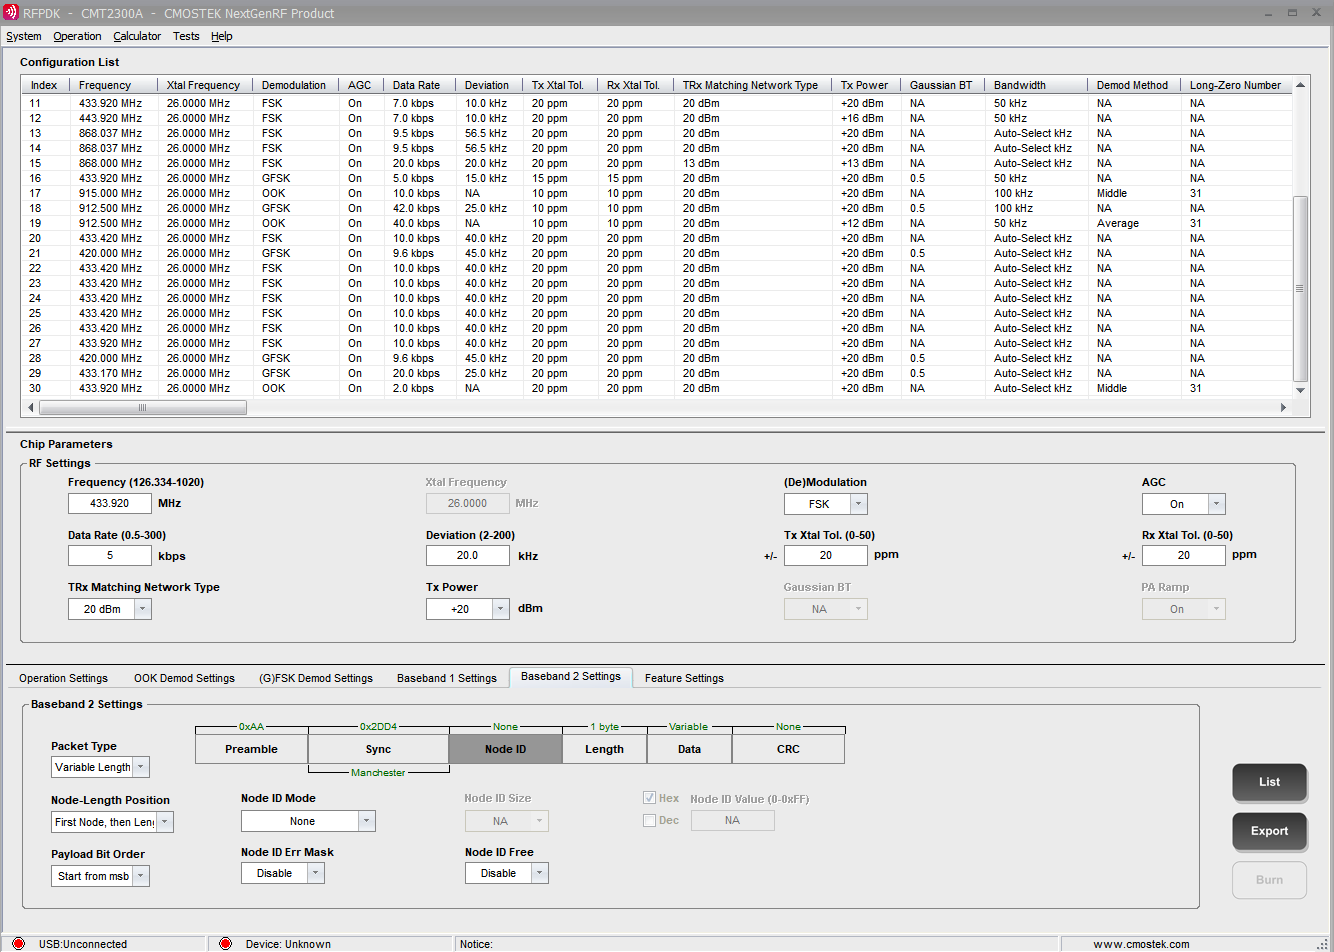 RFPDK - CMT2300A - CMOSTEK NextGenRF Product
System Operation Calculator Tests Help
Configuration List
Index Frequency Xtal Frequency Demodulation AGC Data Rate Deviation Tx Xtal Tol. Rx Xtal Tol. TRx Matching Network Type Tx Power Gaussian BT Bandwidth Demod Method Long-Zero Number
11 433.920 MHz 26.0000 MHz FSK On 7.0 kbps 10.0 kHz 20 ppm 20 ppm 20 dBm +20 dBm NA 50 kHz NA NA
12 443.920 MHz 26.0000 MHz FSK On 7.0 kbps 10.0 kHz 20 ppm 20 ppm 20 dBm +16 dBm NA 50 kHz NA NA
13 868.037 MHz 26.0000 MHz FSK On 9.5 kbps 56.5 kHz 20 ppm 20 ppm 20 dBm +20 dBm NA Auto-Select kHz NA NA
14 868.037 MHz 26.0000 MHz FSK On 9.5 kbps 56.5 kHz 20 ppm 20 ppm 20 dBm +20 dBm NA Auto-Select kHz NA NA
15 868.000 MHz 26.0000 MHz FSK On 20.0 kbps 20.0 kHz 20 ppm 20 ppm 13 dBm +13 dBm NA Auto-Select kHz NA NA
16 433.920 MHz 26.0000 MHz GFSK On 5.0 kbps 15.0 kHz 15 ppm 15 ppm 20 dBm +20 dBm 0.5 50 kHz NA NA
17 915.000 MHz 26.0000 MHz OOK On 10.0 kbps NA 10 ppm 10 ppm 20 dBm +20 dBm NA 100 kHz Middle 31
18 912.500 MHz 26.0000 MHz GFSK On 42.0 kbps 25.0 kHz 10 ppm 10 ppm 20 dBm +20 dBm 0.5 100 kHz NA NA
19 912.500 MHz 26.0000 MHz OOK On 40.0 kbps NA 10 ppm 10 ppm 20 dBm +12 dBm NA 50 kHz Average 31
20 433.420 MHz 26.0000 MHz FSK On 10.0 kbps 40.0 kHz 20 ppm 20 ppm 20 dBm +20 dBm NA Auto-Select kHz NA NA
21 420.000 MHz 26.0000 MHz GFSK On 9.6 kbps 45.0 kHz 20 ppm 20 ppm 20 dBm +20 dBm 0.5 Auto-Select kHz NA NA
22 433.420 MHz 26.0000 MHz FSK On 10.0 kbps 40.0 kHz 20 ppm 20 ppm 20 dBm +20 dBm NA Auto-Select kHz NA NA
23 433.420 MHz 26.0000 MHz FSK On 10.0 kbps 40.0 kHz 20 ppm 20 ppm 20 dBm +20 dBm NA Auto-Select kHz NA NA
24 433.420 MHz 26.0000 MHz FSK On 10.0 kbps 40.0 kHz 20 ppm 20 ppm 20 dBm +20 dBm NA Auto-Select kHz NA NA
25 433.420 MHz 26.0000 MHz FSK On 10.0 kbps 40.0 kHz 20 ppm 20 ppm 20 dBm +20 dBm NA Auto-Select kHz NA NA
26 433.420 MHz 26.0000 MHz FSK On 10.0 kbps 40.0 kHz 20 ppm 20 ppm 20 dBm +20 dBm NA Auto-Select kHz NA NA
27 433.920 MHz 26.0000 MHz FSK On 10.0 kbps 40.0 kHz 20 ppm 20 ppm 20 dBm +20 dBm NA Auto-Select kHz NA NA
28 420.000 MHz 26.0000 MHz GFSK On 9.6 kbps 45.0 kHz 20 ppm 20 ppm 20 dBm +20 dBm 0.5 Auto-Select kHz NA NA
29 433.170 MHz 26.0000 MHz GFSK On 20.0 kbps 25.0 kHz 20 ppm 20 ppm 20 dBm +20 dBm 0.5 Auto-Select kHz NA NA
30 433.920 MHz 26.0000 MHz OOK On 2.0 kbps NA 20 ppm 20 ppm 20 dBm +20 dBm NA Auto-Select kHz Middle 31
Chip Parameters
RF Settings
Frequency (126.334-1020) Xtal Frequency (De)Modulation AGC
433.920 MHz 26.0000 MHz FSK On
Data Rate (0.5-300) Deviation (2-200) Tx Xtal Tol. (0-50) Rx Xtal Tol. (0-50)
5 kbps 20.0 kHz +/- 20 ppm +/- 20 ppm
TRx Matching Network Type Tx Power Gaussian BT PA Ramp
20 dBm +20 dBm NA On
Operation Settings OOK Demod Settings (G)FSK Demod Settings Baseband 1 Settings Baseband 2 Settings Feature Settings
Baseband 2 Settings
0xAA 0x2DD4 None 1 byte Variable None
Preamble Sync Node ID Length Data CRC
Manchester
Packet Type
Variable Length
Node-Length Position Node ID Mode Node ID Size Hex Node ID Value (0-0xFF)
First Node, then Len None NA Dec NA
Payload Bit Order Node ID Err Mask Node ID Free
Start from msb Disable Disable
List
Export
Burn
USB:Unconnected Device: Unknown Notice: www.cmostek.com